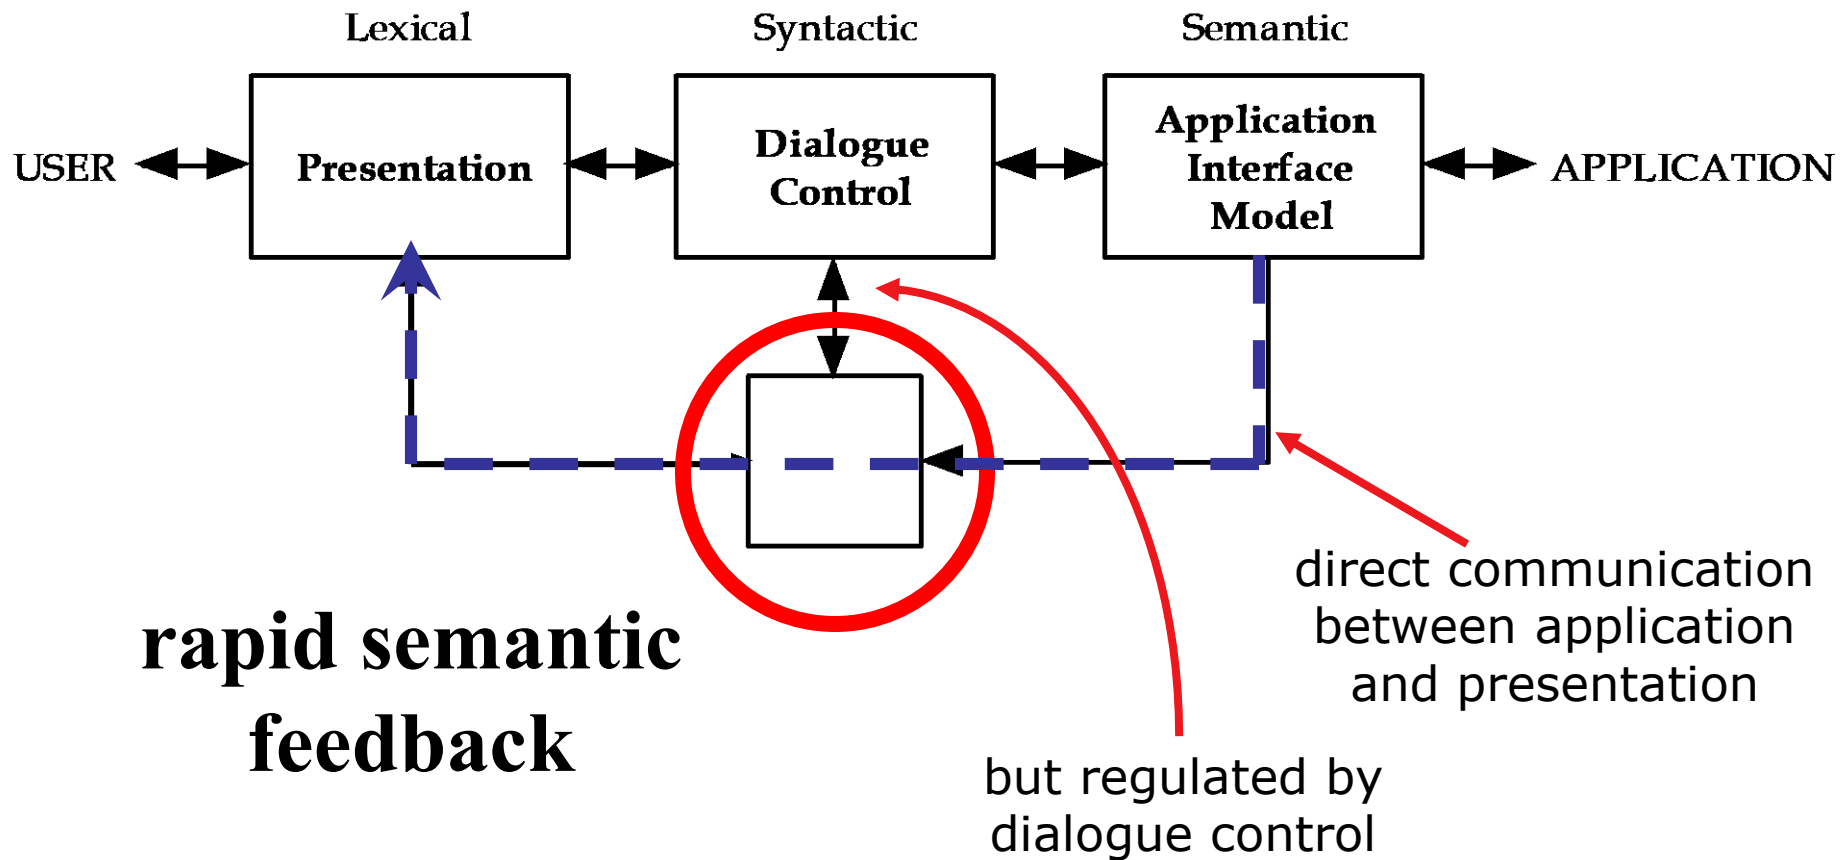 Lexical
Syntactic
Semantic
USER
Presentation
Dialogue
Control
Application
Interface
Model
APPLICATION
rapid semantic
feedback
direct communication
between application
and presentation
but regulated by
dialogue control